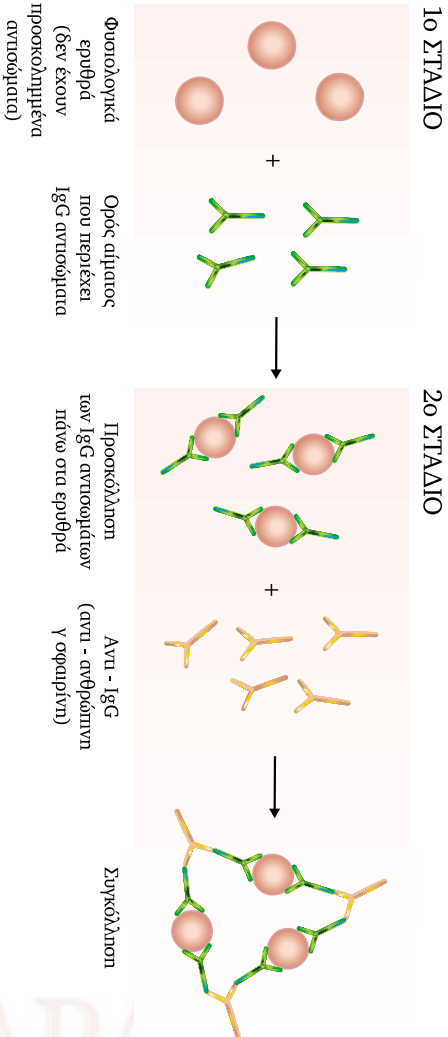 1ο ΣΤΑΔΙΟ
+
Φυσιολογικά
ερυθρά
(δεν έχουν
προσκολημμένα
αντισώματα)
Ορός αίματος
που περιέχει
IgG αντισώματα
2ο ΣΤΑΔΙΟ
+
Προσκόλληση
των IgG αντισωμάτων
πάνω στα ερυθρά
Αντι - IgG
(αντι - ανθρώπινη
γ σφαιρίνη)
Συγκόλληση